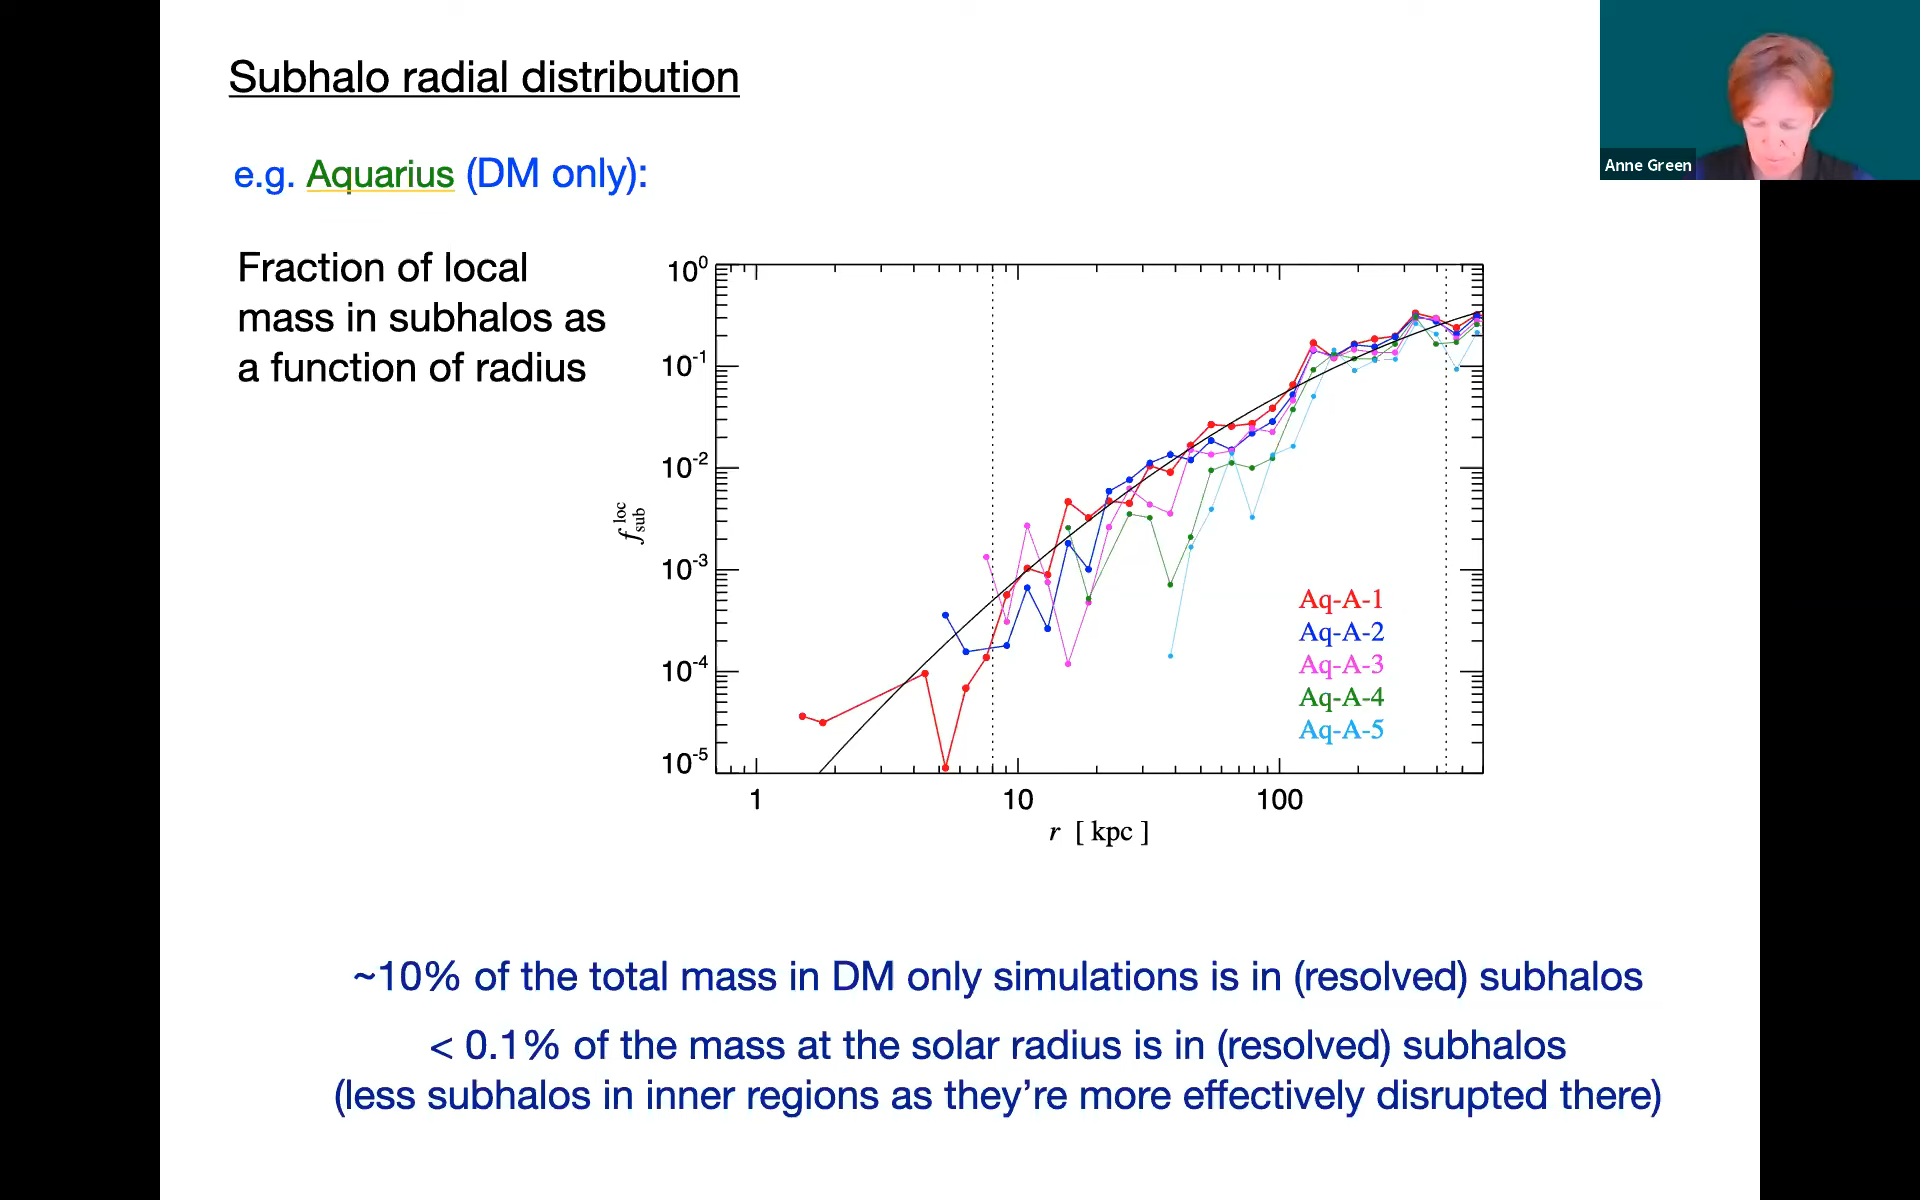 Subhalo radial distribution
Anne Green
e.g. Aquarius (DM only):
Fraction of local
mass in subhalos as
a function of radius
10⁰
10⁻¹
10⁻²
10⁻³
10⁻⁴
10⁻⁵
f_sub^loc
Aq-A-1
Aq-A-2
Aq-A-3
Aq-A-4
Aq-A-5
1 10 100
r [ kpc ]
~10% of the total mass in DM only simulations is in (resolved) subhalos
< 0.1% of the mass at the solar radius is in (resolved) subhalos
(less subhalos in inner regions as they’re more effectively disrupted there)